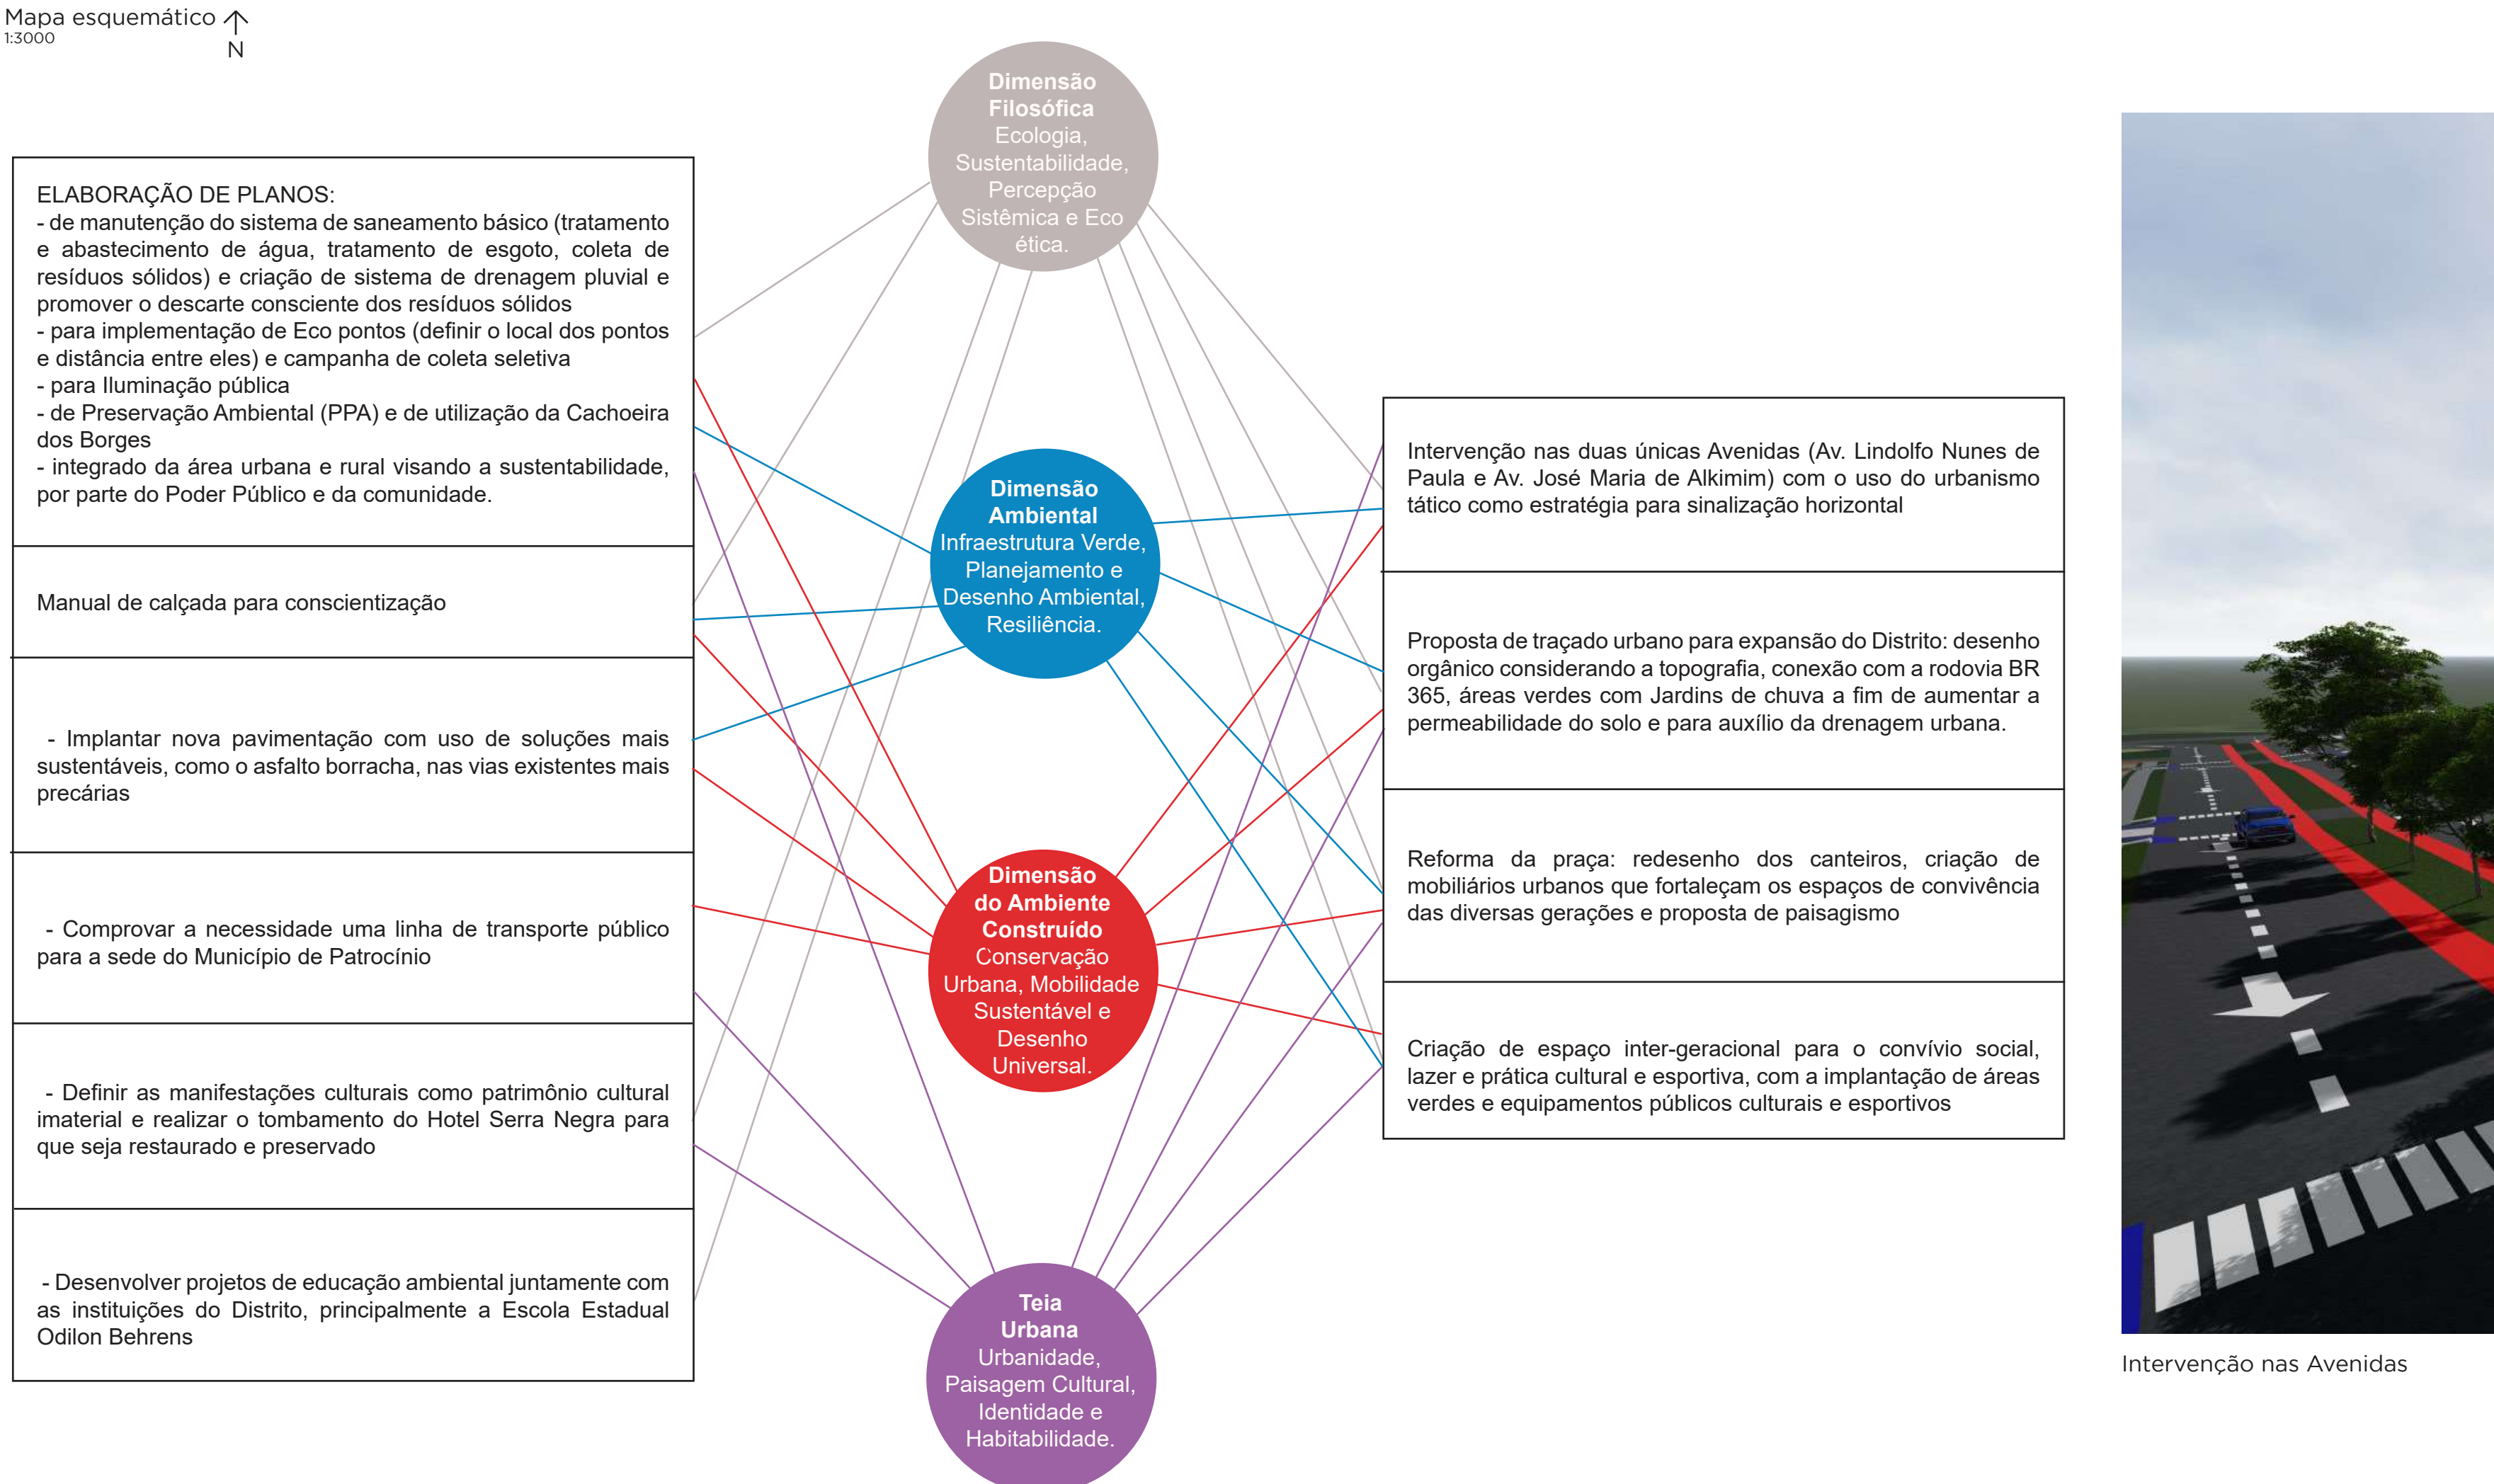 Mapa esquemático
1:3000
N
Dimensão
Filosófica
Ecologia,
Sustentabilidade,
Percepção
Sistêmica e Eco
ética.
ELABORAÇÃO DE PLANOS:
- de manutenção do sistema de saneamento básico (tratamento
e abastecimento de água, tratamento de esgoto, coleta de
resíduos sólidos) e criação de sistema de drenagem pluvial e
promover o descarte consciente dos resíduos sólidos
- para implementação de Eco pontos (definir o local dos pontos
e distância entre eles) e campanha de coleta seletiva
- para Iluminação pública
- de Preservação Ambiental (PPA) e de utilização da Cachoeira
dos Borges
- integrado da área urbana e rural visando a sustentabilidade,
por parte do Poder Público e da comunidade.
Manual de calçada para conscientização
- Implantar nova pavimentação com uso de soluções mais
sustentáveis, como o asfalto borracha, nas vias existentes mais
precárias
- Comprovar a necessidade uma linha de transporte público
para a sede do Município de Patrocínio
- Definir as manifestações culturais como patrimônio cultural
imaterial e realizar o tombamento do Hotel Serra Negra para
que seja restaurado e preservado
- Desenvolver projetos de educação ambiental juntamente com
as instituições do Distrito, principalmente a Escola Estadual
Odilon Behrens
Dimensão
Ambiental
Infraestrutura Verde,
Planejamento e
Desenho Ambiental,
Resiliência.
Dimensão
do Ambiente
Construído
Conservação
Urbana, Mobilidade
Sustentável e
Desenho
Universal.
Teia
Urbana
Urbanidade,
Paisagem Cultural,
Identidade e
Habitabilidade.
Intervenção nas duas únicas Avenidas (Av. Lindolfo Nunes de
Paula e Av. José Maria de Alkimim) com o uso do urbanismo
tático como estratégia para sinalização horizontal
Proposta de traçado urbano para expansão do Distrito: desenho
orgânico considerando a topografia, conexão com a rodovia BR
365, áreas verdes com Jardins de chuva a fim de aumentar a
permeabilidade do solo e para auxílio da drenagem urbana.
Reforma da praça: redesenho dos canteiros, criação de
mobiliários urbanos que fortaleçam os espaços de convivência
das diversas gerações e proposta de paisagismo
Criação de espaço inter-geracional para o convívio social,
lazer e prática cultural e esportiva, com a implantação de áreas
verdes e equipamentos públicos culturais e esportivos
Intervenção nas Avenidas